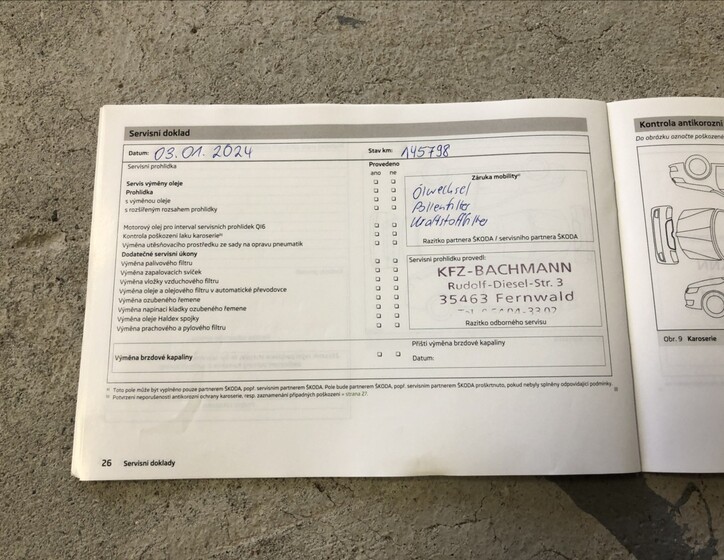 Servisní doklad
Datum: 03.01.2024 Stav km: 145798
Servisní prohlídka Provedeno
ano ne
Servis výměny oleje
Prohlídka
s výměnou oleje
s rozšířeným rozsahem prohlídky
Motorový olej pro interval servisních prohlídek QI6
Kontrola poškození laku karoserie
Výměna utěsňovacího prostředku ze sady na opravu pneumatik
Dodatečné servisní úkony
Výměna palivového filtru
Výměna zapalovacích svíček
Výměna vložky vzduchového filtru
Výměna oleje a olejového filtru v automatické převodovce
Výměna ozubeného řemene
Výměna napínací kladky ozubeného řemene
Výměna oleje Haldex spojky
Výměna prachového a pylového filtru
Záruka mobility
Ölwechsel
Pollenfilter
Kraftstofffilter
Razítko partnera ŠKODA / servisního partnera ŠKODA
Servisní prohlídku provedl:
KFZ-BACHMANN
Rudolf-Diesel-Str. 3
35463 Fernwald
Razítko odborného servisu
Výměna brzdové kapaliny
Příští výměna brzdové kapaliny
Datum:
Toto pole může být vyplněno pouze partnerem ŠKODA, popř. servisním partnerem ŠKODA. Pole bude partnerem ŠKODA, popř. servisním partnerem ŠKODA proškrtnuto, pokud nebyly splněny odpovídající podmínky.
Potvrzení neporušenosti antikorozní ochrany karoserie, resp. zaznamenání případných poškození » strana 27.
26 Servisní doklady
Kontrola antikorozní
Do obrázku označte poškozené
Obr. 9 Karoserie